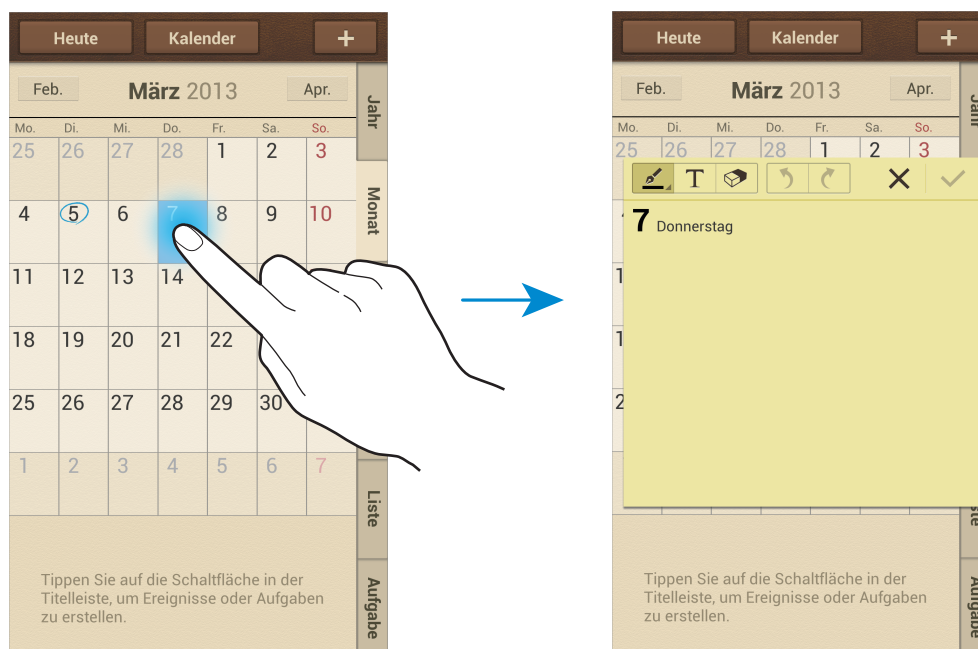 Heute Kalender +
Feb. März 2013 Apr.
Mo. Di. Mi. Do. Fr. Sa. So.
25 26 27 28 1 2 3
4 5 6 7 8 9 10
11 12 13 14
18 19 20 21 22
25 26 27 28 29 30
1 2 3 4 5 6 7
Tippen Sie auf die Schaltfläche in der
Titelleiste, um Ereignisse oder Aufgaben
zu erstellen.
Jahr
Monat
Liste
Aufgabe
Heute Kalender +
Feb. März 2013 Apr.
Mo. Di. Mi. Do. Fr. Sa. So.
25 26 27 28 1 2 3
T
7 Donnerstag
Tippen Sie auf die Schaltfläche in der
Titelleiste, um Ereignisse oder Aufgaben
zu erstellen.
Aufgabe